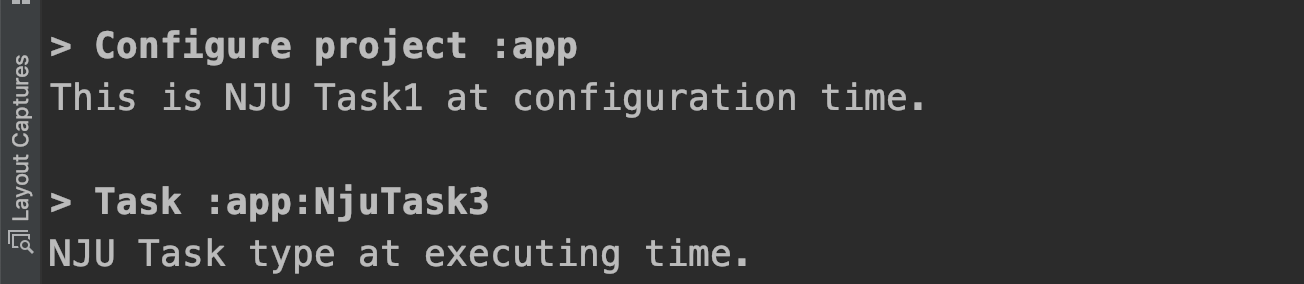 > Configure project :app
This is NJU Task1 at configuration time.
> Task :app:NjuTask3
NJU Task type at executing time.
Layout Captures